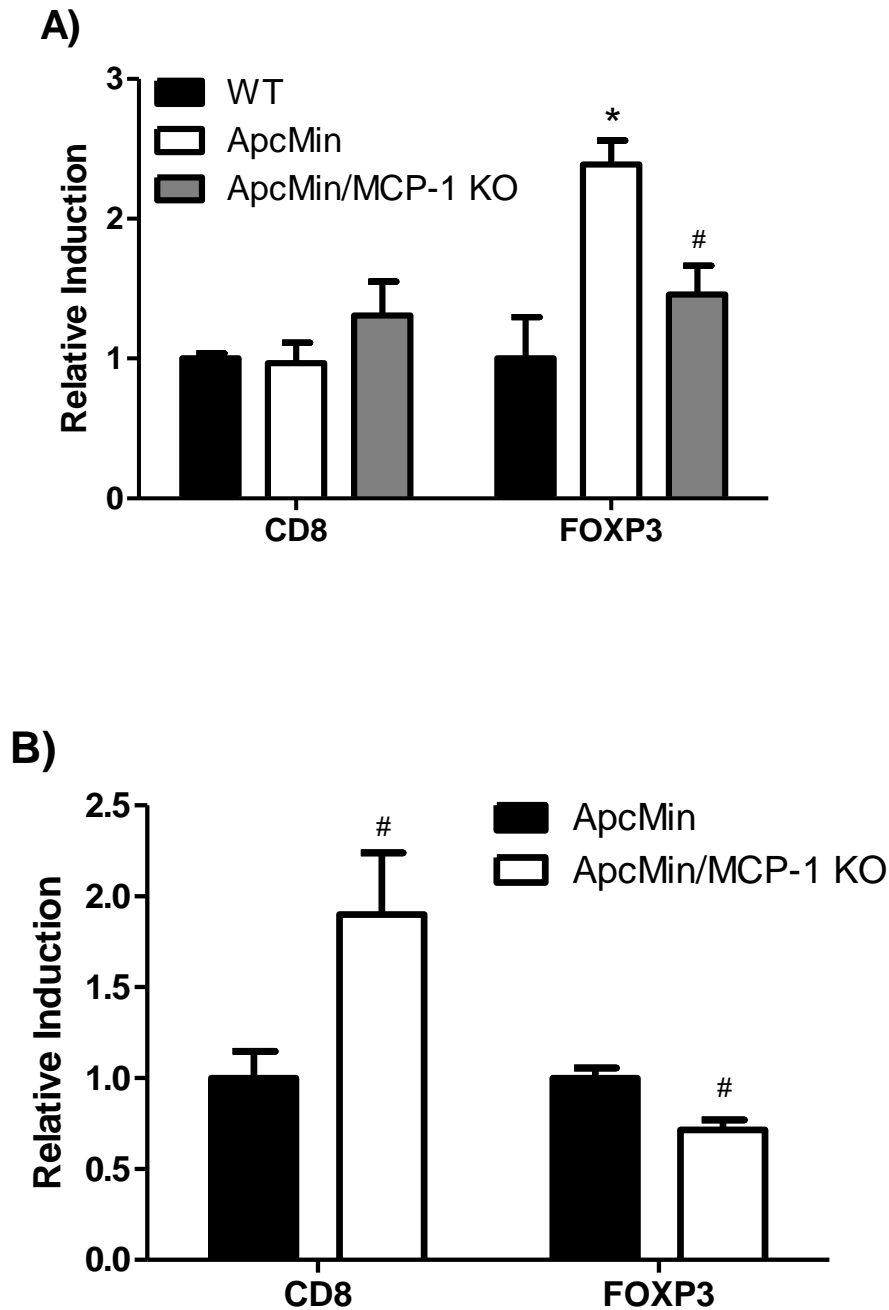 A)
3
2
1
0
Relative Induction
WT
ApcMin
ApcMin/MCP-1 KO
*
#
CD8
FOXP3
B)
2.5
2.0
1.5
1.0
0.5
0.0
Relative Induction
#
ApcMin
ApcMin/MCP-1 KO
#
CD8
FOXP3